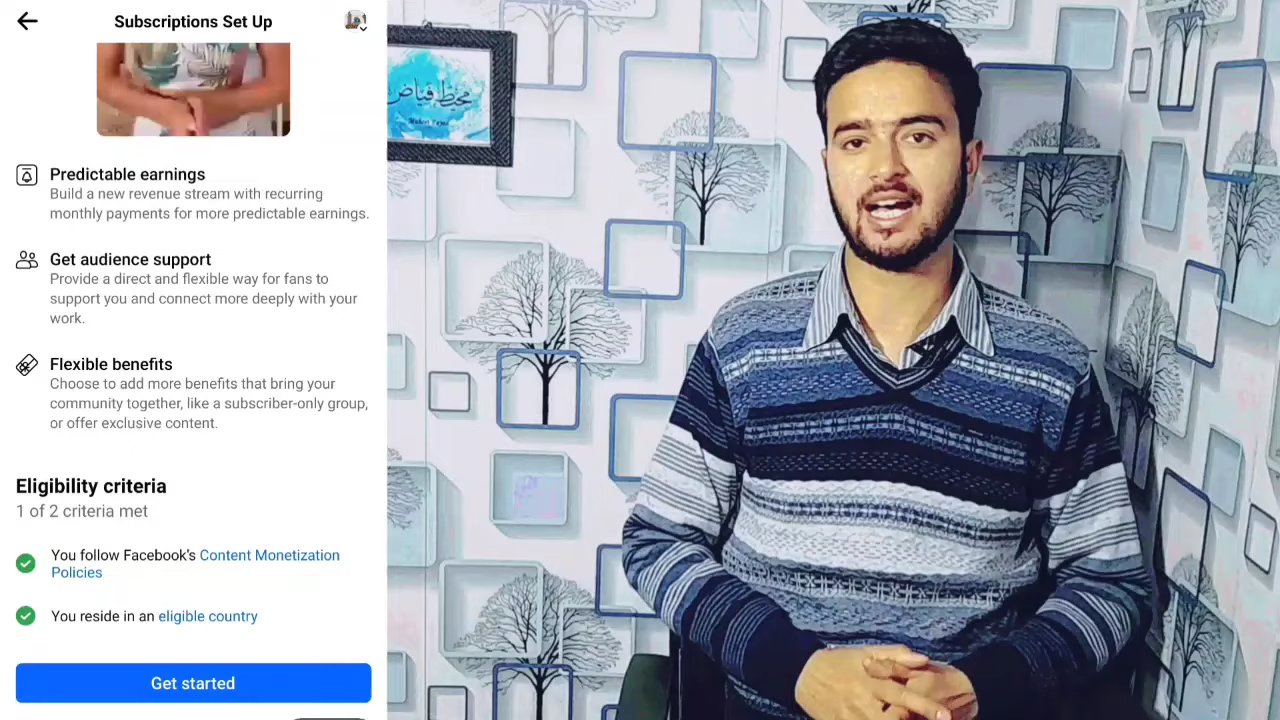 Subscriptions Set Up
Predictable earnings
Build a new revenue stream with recurring
monthly payments for more predictable earnings.
Get audience support
Provide a direct and flexible way for fans to
support you and connect more deeply with your
work.
Flexible benefits
Choose to add more benefits that bring your
community together, like a subscriber-only group,
or offer exclusive content.
Eligibility criteria
1 of 2 criteria met
You follow Facebook's Content Monetization
Policies
You reside in an eligible country
Get started
محیط فیاض